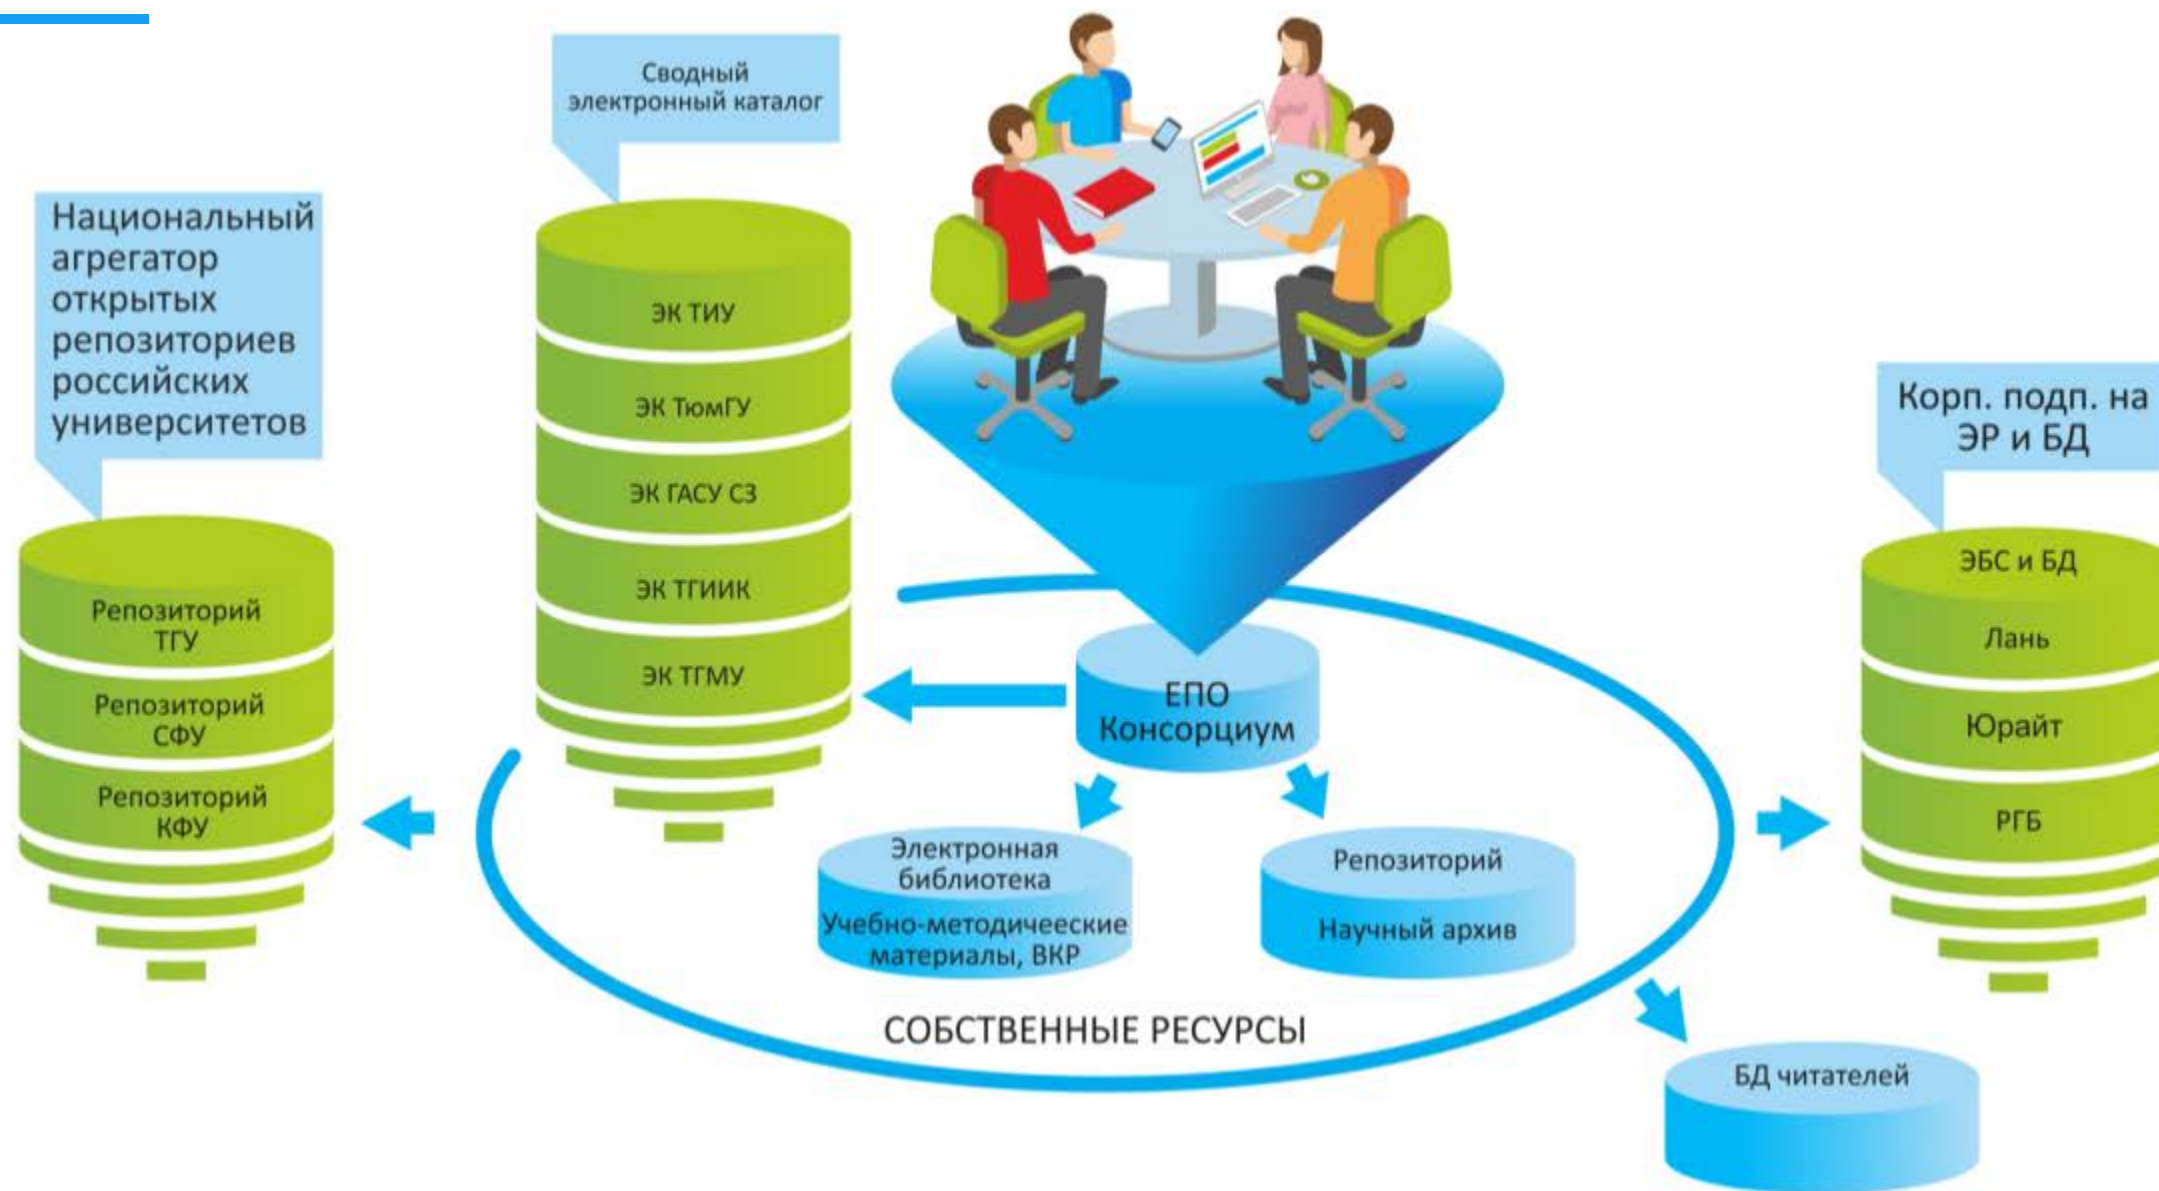 Сводный
электронный каталог
Национальный
агрегатор
открытых
репозиториев
российских
университетов
ЭК ТИУ
ЭК ТюмГУ
ЭК ГАСУ СЗ
ЭК ТГИИК
ЭК ТГМУ
Корп. подп. на
ЭР и БД
Репозиторий
ТГУ
Репозиторий
СФУ
Репозиторий
КФУ
ЭБС и БД
Лань
Юрайт
РГБ
ЕПО
Консорциум
Электронная
библиотека
Учебно-методичееские
материалы, ВКР
Репозиторий
Научный архив
СОБСТВЕННЫЕ РЕСУРСЫ
БД читателей